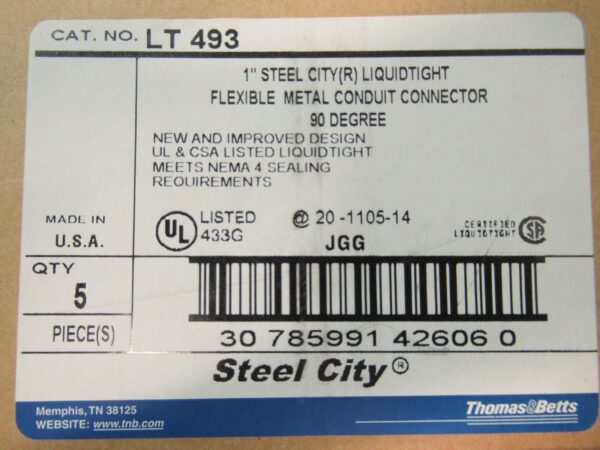 CAT. NO. LT 493
1" STEEL CITY(R) LIQUIDTIGHT
FLEXIBLE METAL CONDUIT CONNECTOR
90 DEGREE
NEW AND IMPROVED DESIGN
UL & CSA LISTED LIQUIDTIGHT
MEETS NEMA 4 SEALING
REQUIREMENTS
MADE IN
U.S.A.
UL LISTED
433G
@ 20 -1105-14
JGG
CERTIFIED
LIQUIDTIGHT
SA
QTY
5
PIECE(S)
30 785991 42606 0
Steel City®
Memphis, TN 38125
WEBSITE: www.tnb.com
Thomas&Betts